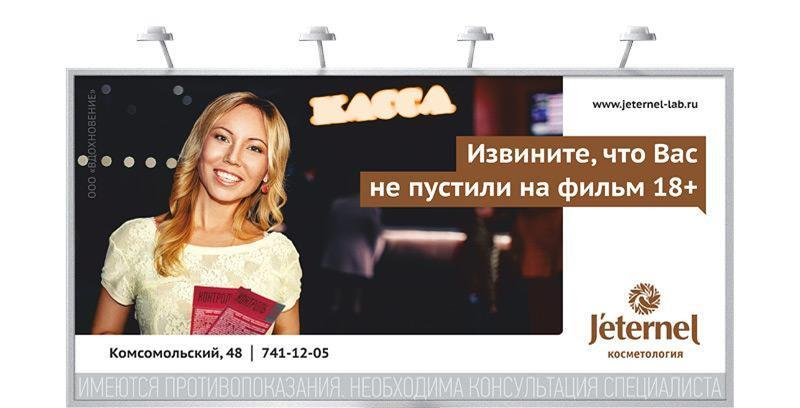 ООО «ВДОХНОВЕНИЕ»
КАССА
www.jeternel-lab.ru
Извините, что Вас
не пустили на фильм 18+
КОНТРОЛЬ
КОНТРОЛЬ
J'eternel
косметология
Комсомольский, 48 | 741-12-05
ИМЕЮТСЯ ПРОТИВОПОКАЗАНИЯ. НЕОБХОДИМА КОНСУЛЬТАЦИЯ СПЕЦИАЛИСТА